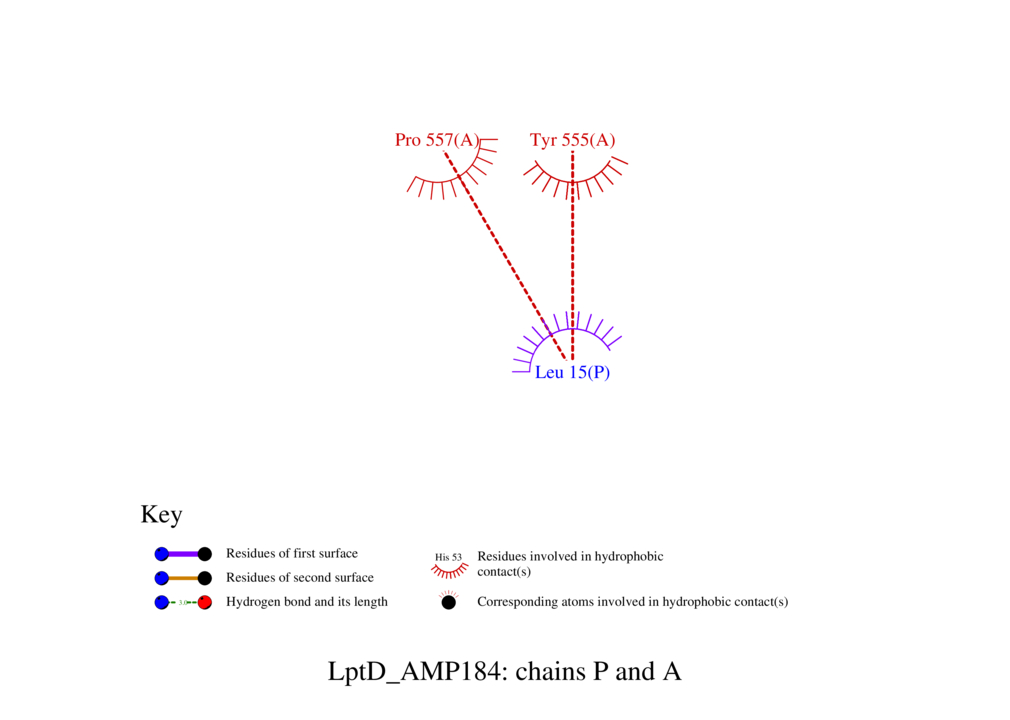 Pro 557(A) Tyr 555(A)
Leu 15(P)
Key
Residues of first surface
Residues of second surface
3.0
Hydrogen bond and its length
His 53
Residues involved in hydrophobic
contact(s)
Corresponding atoms involved in hydrophobic contact(s)
LptD_AMP184: chains P and A